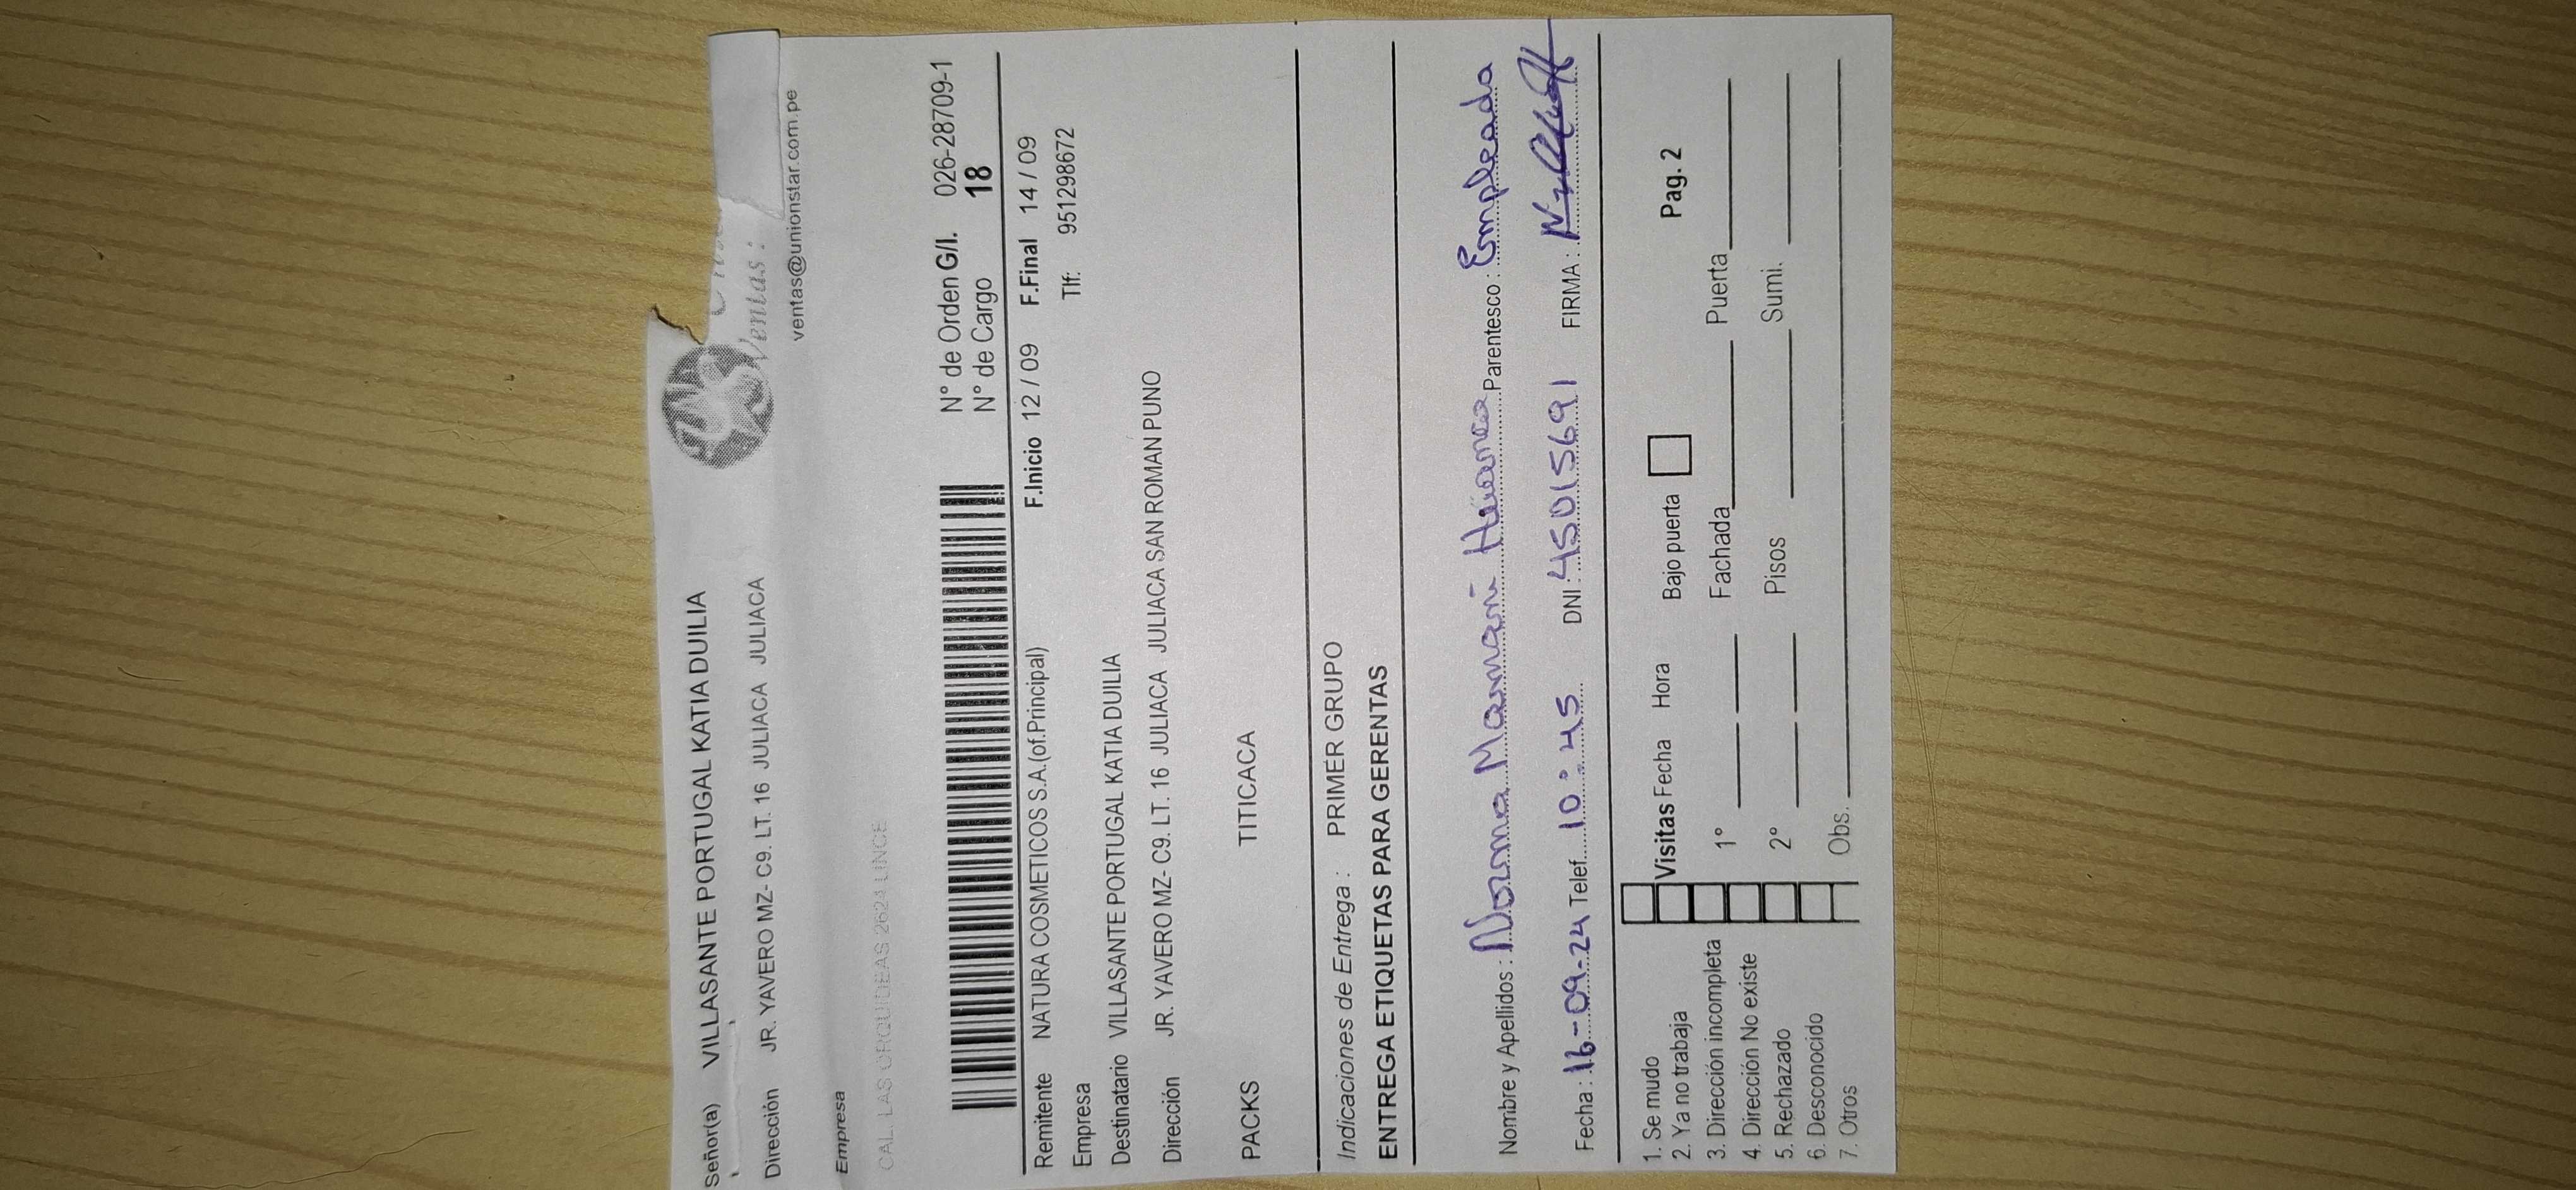 Señor(a) VILLASANTE PORTUGAL KATIA DUILIA
Dirección JR. YAVERO MZ- C9. LT. 16 JULIACA JULIACA
Ventas :
ventas@unionstar.com.pe
Empresa
CAL. LAS ORQUIDEAS 2624 LINCE
N° de Orden G/I. 026-28709-1
N° de Cargo 18
Remitente NATURA COSMETICOS S.A.(of.Principal) F.Inicio 12 / 09 F.Final 14 / 09
Empresa Tlf: 951298672
Destinatario VILLASANTE PORTUGAL KATIA DUILIA
Dirección JR. YAVERO MZ- C9. LT. 16 JULIACA JULIACA SAN ROMAN PUNO
PACKS TITICACA
Indicaciones de Entrega : PRIMER GRUPO
ENTREGA ETIQUETAS PARA GERENTAS
Nombre y Apellidos : Norma Mamani Huanca Parentesco : Empleada
Fecha : 16-09-24 Telef. 10:45 DNI: 45015691 FIRMA :
1. Se mudo Visitas Fecha Hora Bajo puerta Pag. 2
2. Ya no trabaja
3. Dirección incompleta 1° Fachada Puerta
4. Dirección No existe
5. Rechazado 2° Pisos Sumi.
6. Desconocido
7. Otros Obs.